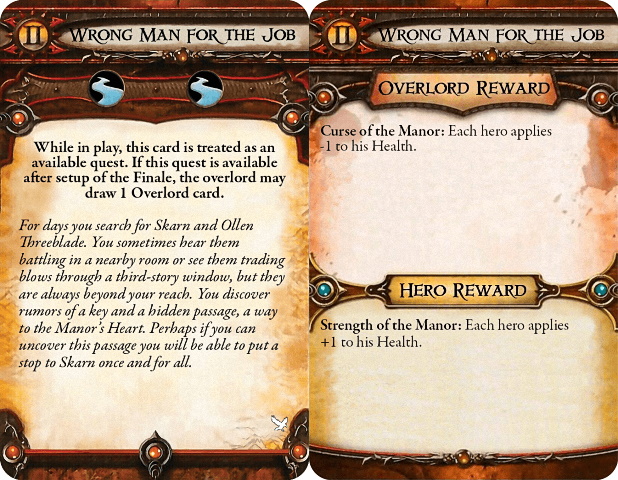 II
Wrong Man for the Job
While in play, this card is treated as an
available quest. If this quest is available
after setup of the Finale, the overlord may
draw 1 Overlord card.
For days you search for Skarn and Ollen
Threeblade. You sometimes hear them
battling in a nearby room or see them trading
blows through a third-story window, but they
are always beyond your reach. You discover
rumors of a key and a hidden passage, a way
to the Manor's Heart. Perhaps if you can
uncover this passage you will be able to put a
stop to Skarn once and for all.
II
Wrong Man for the Job
Overlord Reward
Curse of the Manor: Each hero applies
-1 to his Health.
Hero Reward
Strength of the Manor: Each hero applies
+1 to his Health.